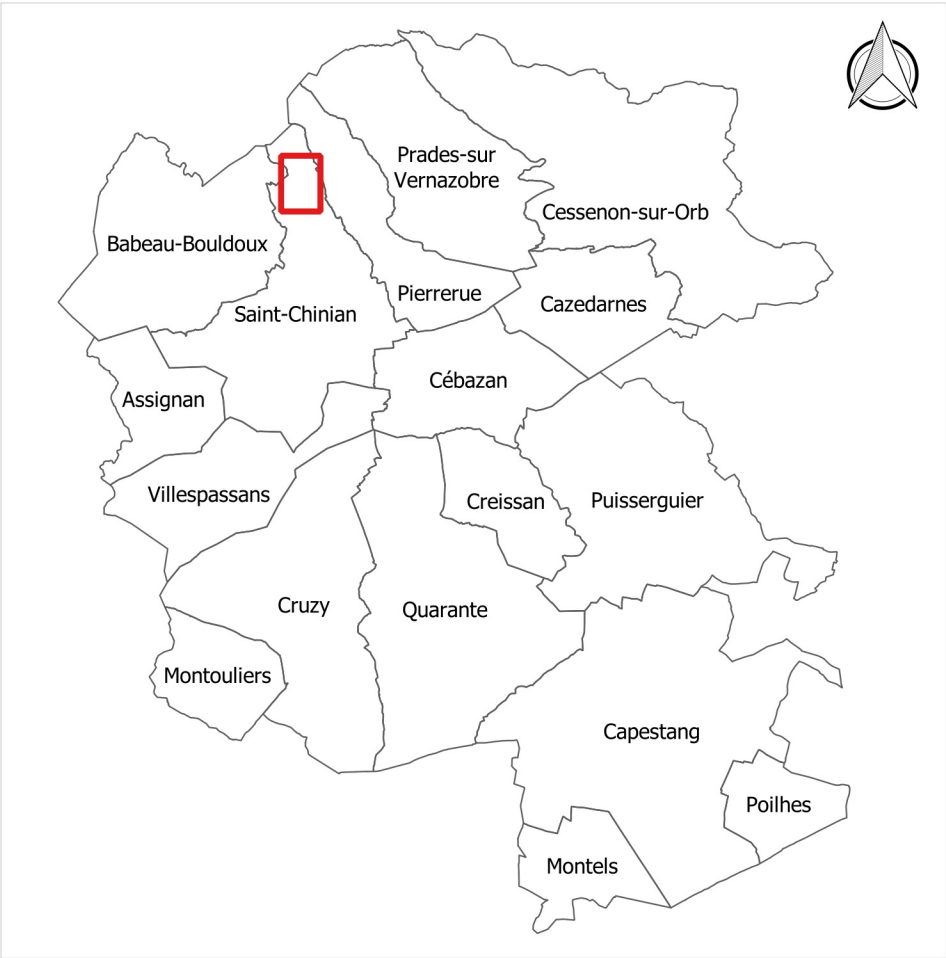 Prades-sur
Vernazobre
Cessenon-sur-Orb
Babeau-Bouldoux
Pierrerue
Cazedarnes
Saint-Chinian
Cébazan
Assignan
Villespassans
Creissan
Puisserguier
Cruzy
Quarante
Montouliers
Capestang
Poilhes
Montels